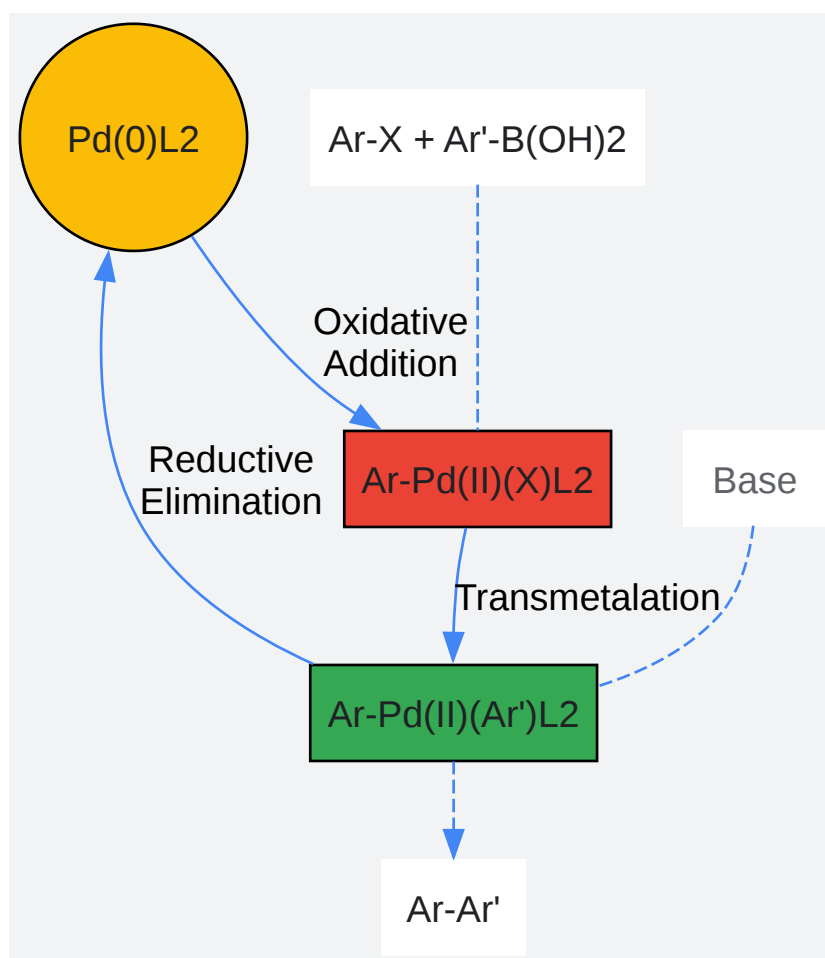 Pd(0)L2
Ar-X + Ar'-B(OH)2
Oxidative
Addition
Reductive
Elimination
Ar-Pd(II)(X)L2
Base
Transmetalation
Ar-Pd(II)(Ar')L2
Ar-Ar'